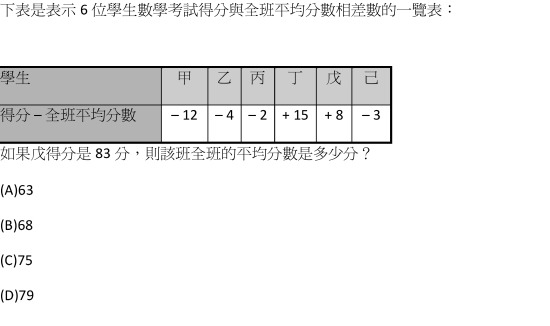 下表是表示 6 位學生數學考試得分與全班平均分數相差數的一覽表：
學生 甲 乙 丙 丁 戊 己
得分 – 全班平均分數 – 12 – 4 – 2 + 15 + 8 – 3
如果戊得分是 83 分，則該班全班的平均分數是多少分？
(A)63
(B)68
(C)75
(D)79